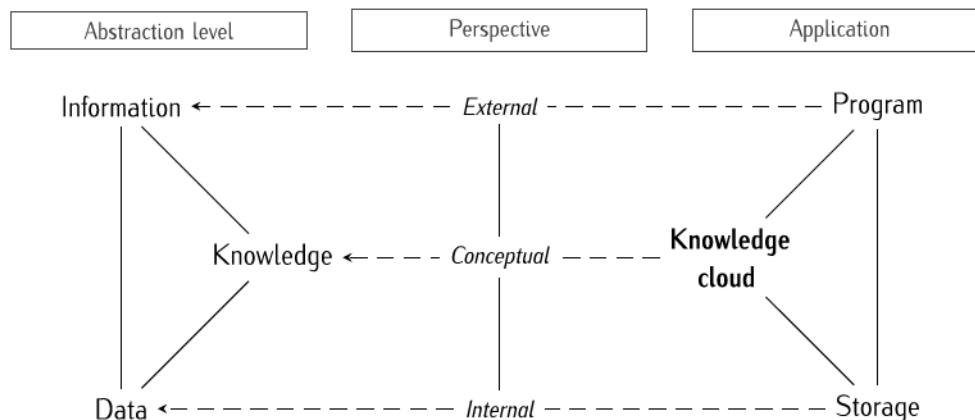 Abstraction level
Perspective
Application
Information
External
Program
Knowledge
Conceptual
Knowledge
cloud
Data
Internal
Storage